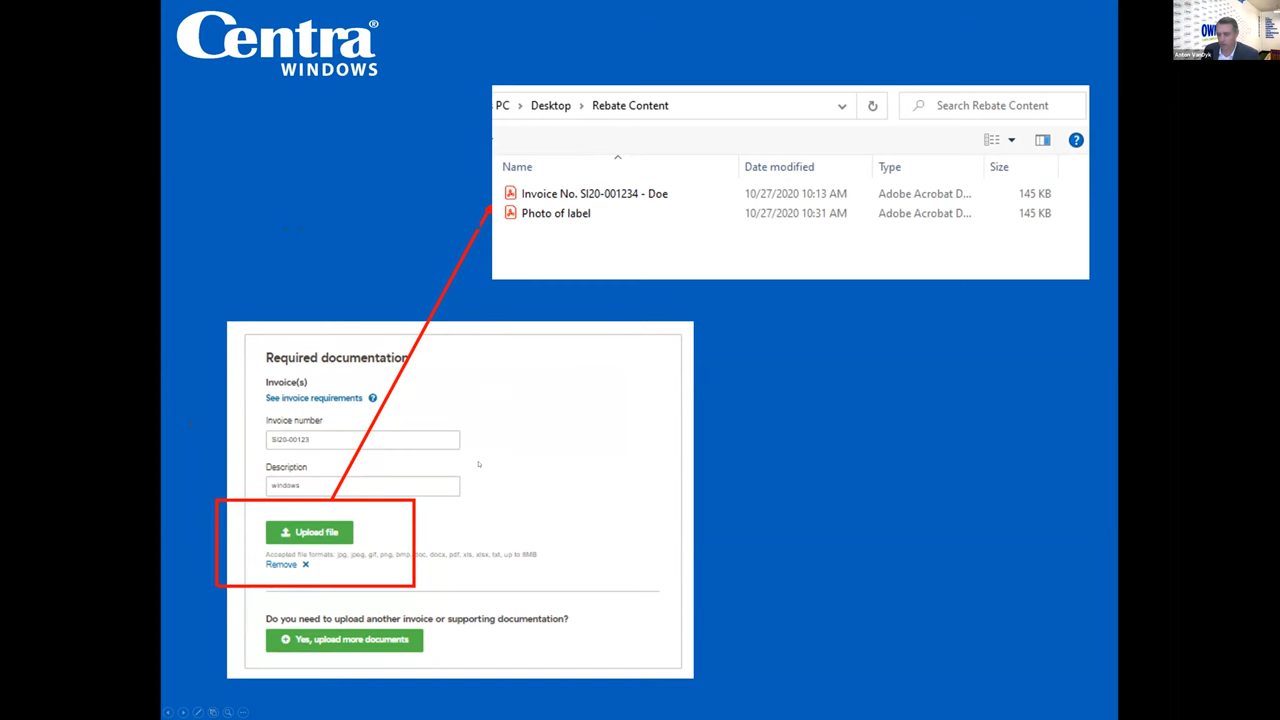 Centra®
WINDOWS
OWN
Anton VanDyk
PC > Desktop > Rebate Content
Search Rebate Content
Name Date modified Type Size
Invoice No. SI20-001234 - Doe 10/27/2020 10:13 AM Adobe Acrobat D... 145 KB
Photo of label 10/27/2020 10:31 AM Adobe Acrobat D... 145 KB
Required documentation
Invoice(s)
See invoice requirements ?
Invoice number
SI20-00123
Description
windows
Upload file
Accepted file formats: jpg, jpeg, gif, png, bmp, doc, docx, pdf, xls, xlsx, txt, up to 8MB
Remove ×
Do you need to upload another invoice or supporting documentation?
Yes, upload more documents